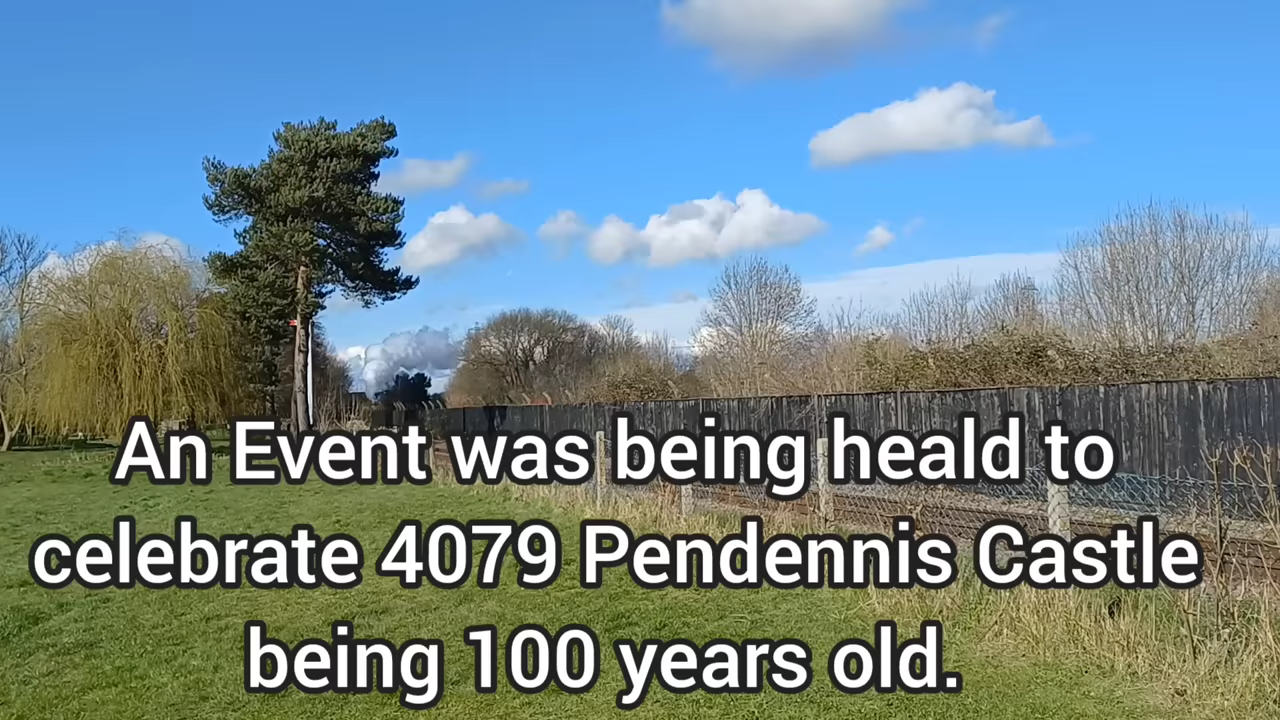 An Event was being heald to
celebrate 4079 Pendennis Castle
being 100 years old.